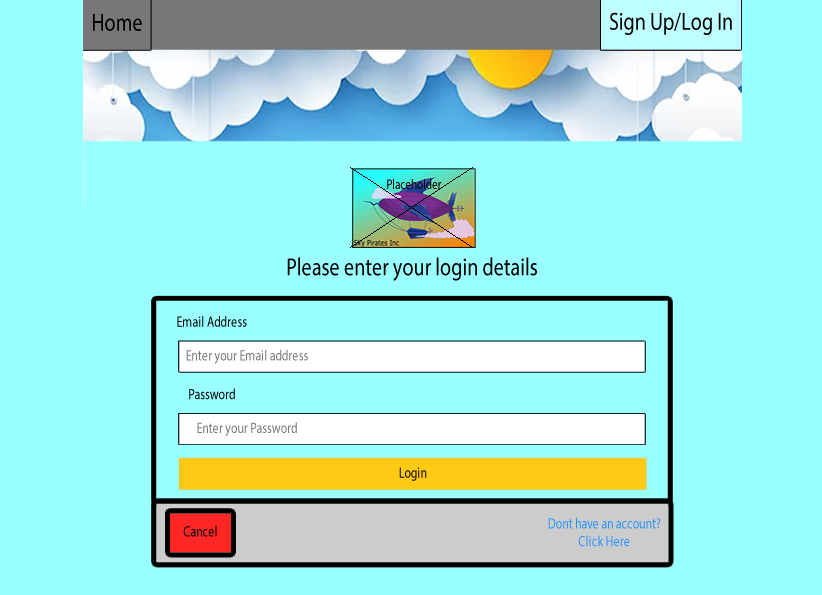 Home
Sign Up/Log In
Placeholder
Sky Pirates Inc
Please enter your login details
Email Address
Enter your Email address
Password
Enter your Password
Login
Cancel
Dont have an account?
Click Here